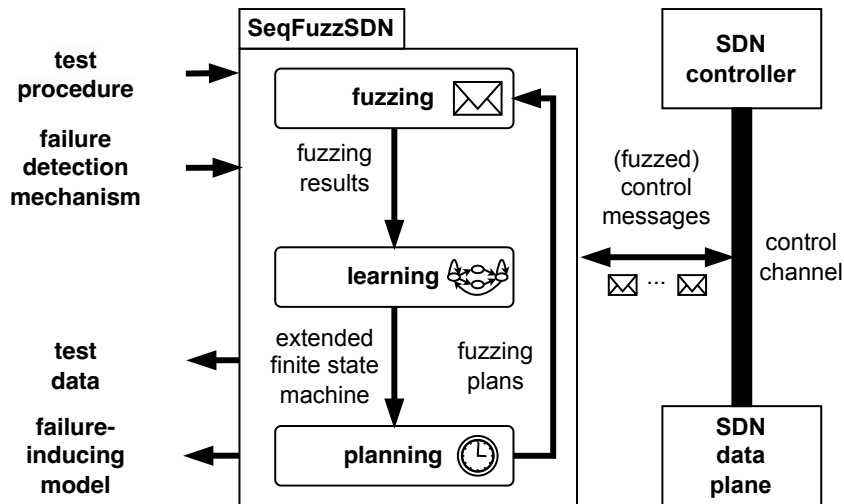 SeqFuzzSDN
test
procedure
failure
detection
mechanism
test
data
failure-
inducing
model
fuzzing
fuzzing
results
learning
extended
finite state
machine
fuzzing
plans
planning
(fuzzed)
control
messages
...
SDN
controller
control
channel
SDN
data
plane